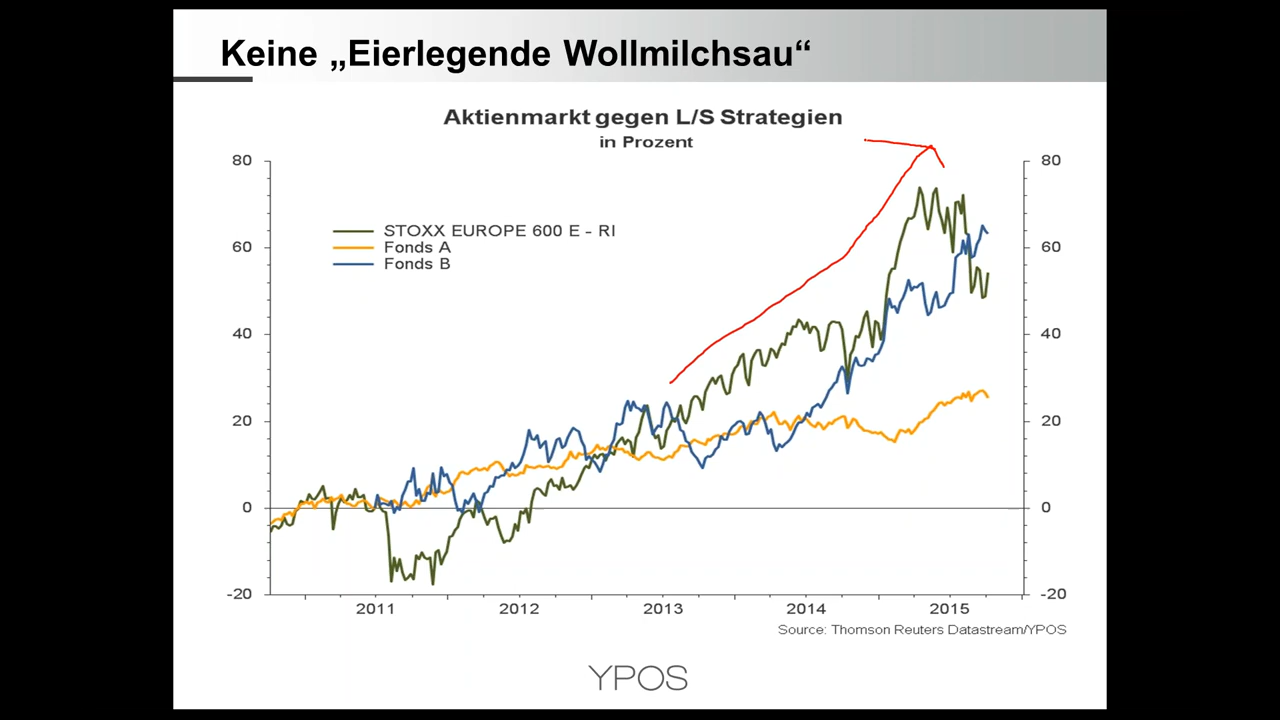 Keine „Eierlegende Wollmilchsau“
Aktienmarkt gegen L/S Strategien
in Prozent
80
80
STOXX EUROPE 600 E - RI
Fonds A
Fonds B
60
60
40
40
20
20
0
0
-20
-20
2011 2012 2013 2014 2015
Source: Thomson Reuters Datastream/YPOS
YPOS